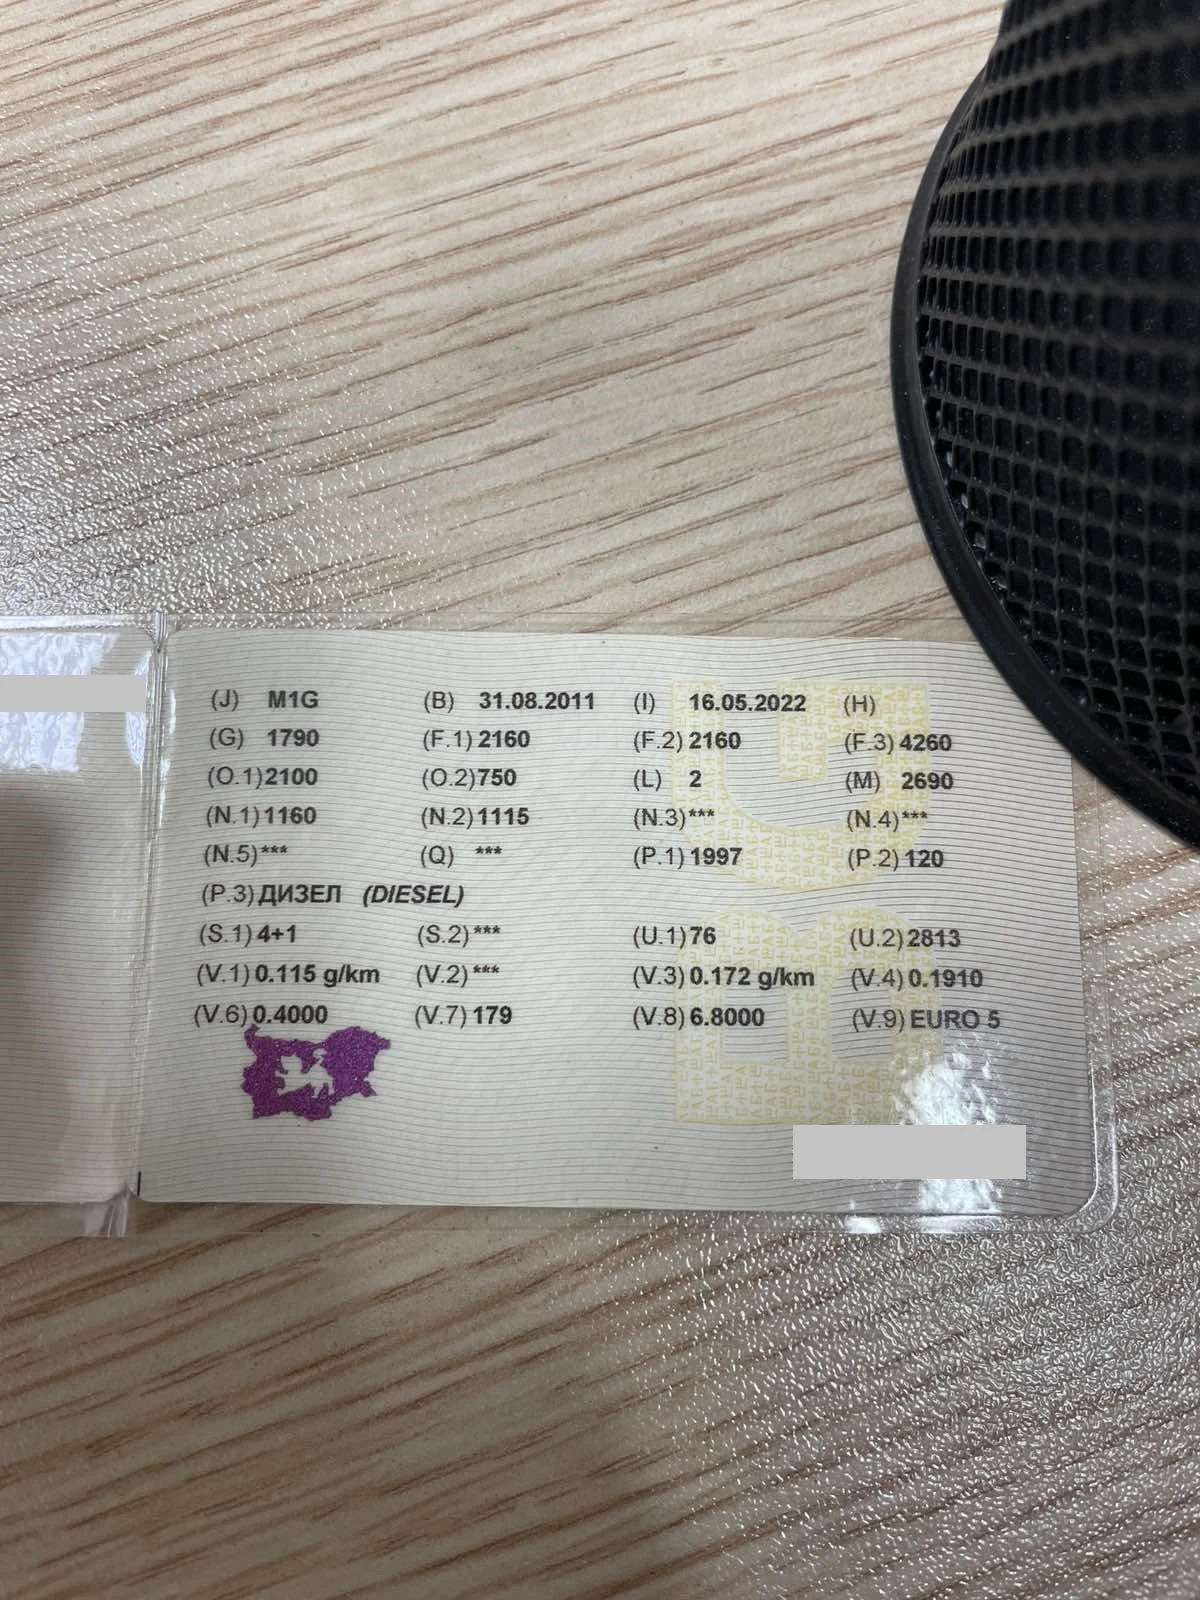 (J) M1G (B) 31.08.2011 (I) 16.05.2022 (H)
(G) 1790 (F.1) 2160 (F.2) 2160 (F.3) 4260
(O.1) 2100 (O.2) 750 (L) 2 (M) 2690
(N.1) 1160 (N.2) 1115 (N.3) *** (N.4) ***
(N.5) *** (Q) *** (P.1) 1997 (P.2) 120
(P.3) ДИЗЕЛ (DIESEL)
(S.1) 4+1 (S.2) *** (U.1) 76 (U.2) 2813
(V.1) 0.115 g/km (V.2) *** (V.3) 0.172 g/km (V.4) 0.1910
(V.6) 0.4000 (V.7) 179 (V.8) 6.8000 (V.9) EURO 5